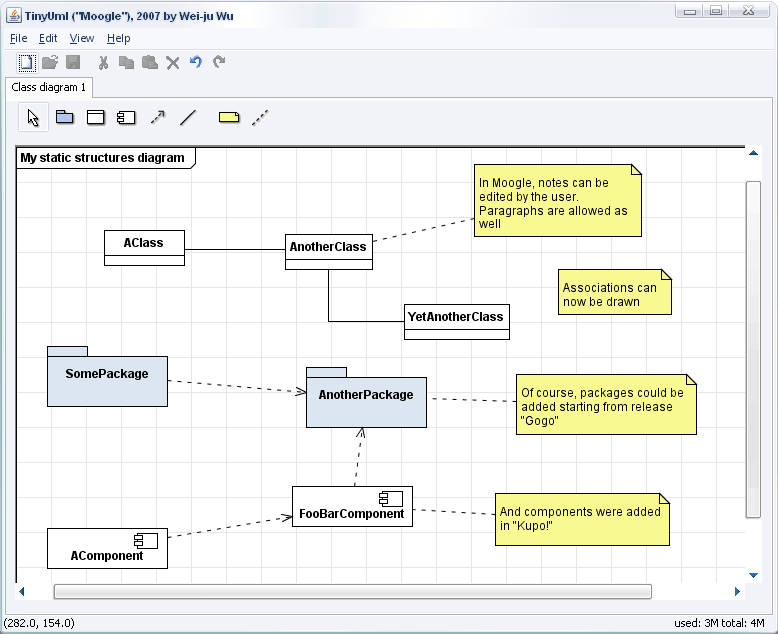 TinyUml ("Moogle"), 2007 by Wei-ju Wu
File Edit View Help
Class diagram 1
My static structures diagram
In Moogle, notes can be
edited by the user.
Paragraphs are allowed as
well
AClass
AnotherClass
Associations can
now be drawn
YetAnotherClass
SomePackage
AnotherPackage
Of course, packages could be
added starting from release
"Gogo"
FooBarComponent
And components were added
in "Kupo!"
AComponent
(282.0, 154.0)
used: 3M total: 4M